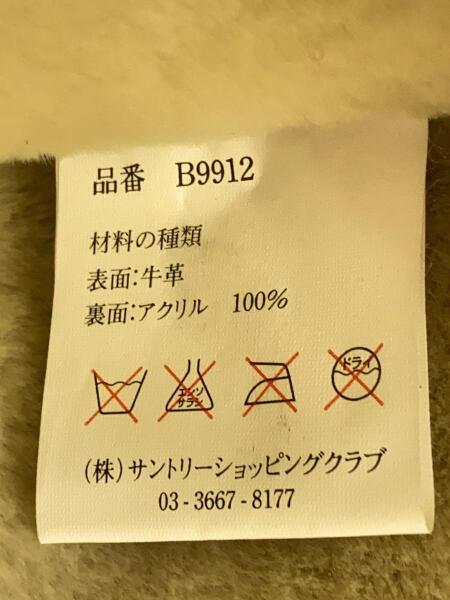 品番 B9912
材料の種類
表面:牛革
裏面:アクリル 100%
エンソ
サラシ
ドライ
(株)サントリーショッピングクラブ
03-3667-8177